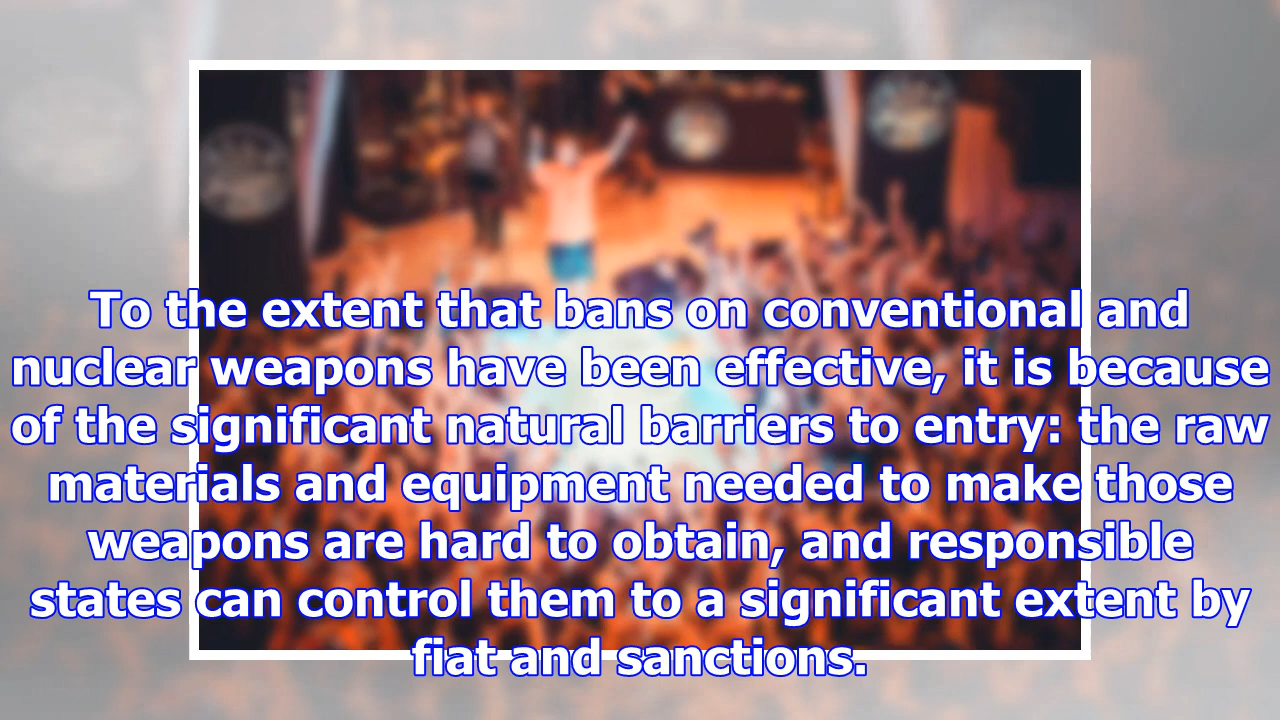 To the extent that bans on conventional and
nuclear weapons have been effective, it is because
of the significant natural barriers to entry: the raw
materials and equipment needed to make those
weapons are hard to obtain, and responsible
states can control them to a significant extent by
fiat and sanctions.